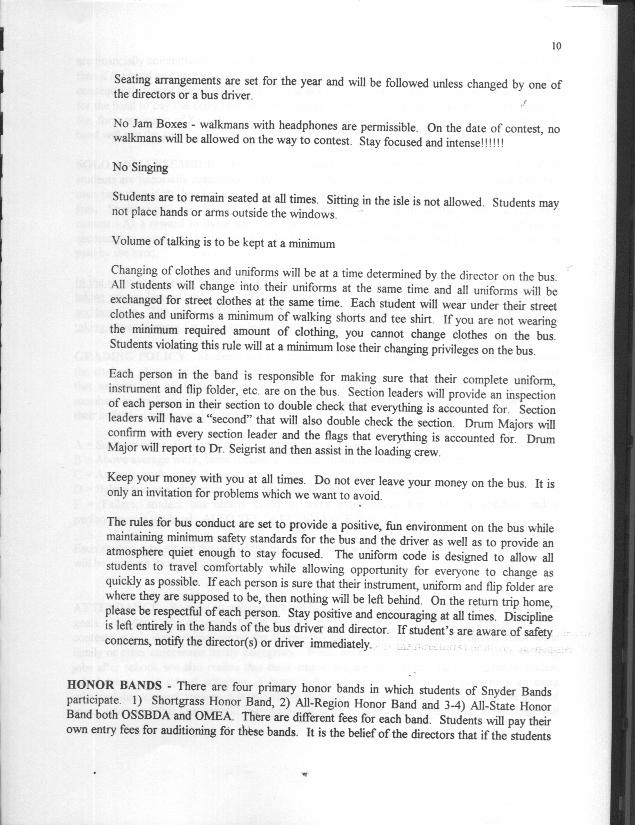 10
Seating arrangements are set for the year and will be followed unless changed by one of
the directors or a bus driver.
No Jam Boxes - walkmans with headphones are permissible. On the date of contest, no
walkmans will be allowed on the way to contest. Stay focused and intense!!!!!!
No Singing
Students are to remain seated at all times. Sitting in the isle is not allowed. Students may
not place hands or arms outside the windows.
Volume of talking is to be kept at a minimum
Changing of clothes and uniforms will be at a time determined by the director on the bus.
All students will change into their uniforms at the same time and all uniforms will be
exchanged for street clothes at the same time. Each student will wear under their street
clothes and uniforms a minimum of walking shorts and tee shirt. If you are not wearing
the minimum required amount of clothing, you cannot change clothes on the bus.
Students violating this rule will at a minimum lose their changing privileges on the bus.
Each person in the band is responsible for making sure that their complete uniform,
instrument and flip folder, etc. are on the bus. Section leaders will provide an inspection
of each person in their section to double check that everything is accounted for. Section
leaders will have a "second" that will also double check the section. Drum Majors will
confirm with every section leader and the flags that everything is accounted for. Drum
Major will report to Dr. Seigrist and then assist in the loading crew.
Keep your money with you at all times. Do not ever leave your money on the bus. It is
only an invitation for problems which we want to avoid.
The rules for bus conduct are set to provide a positive, fun environment on the bus while
maintaining minimum safety standards for the bus and the driver as well as to provide an
atmosphere quiet enough to stay focused. The uniform code is designed to allow all
students to travel comfortably while allowing opportunity for everyone to change as
quickly as possible. If each person is sure that their instrument, uniform and flip folder are
where they are supposed to be, then nothing will be left behind. On the return trip home,
please be respectful of each person. Stay positive and encouraging at all times. Discipline
is left entirely in the hands of the bus driver and director. If student's are aware of safety
concerns, notify the director(s) or driver immediately.
HONOR BANDS - There are four primary honor bands in which students of Snyder Bands
participate. 1) Shortgrass Honor Band, 2) All-Region Honor Band and 3-4) All-State Honor
Band both OSSBDA and OMEA. There are different fees for each band. Students will pay their
own entry fees for auditioning for these bands. It is the belief of the directors that if the students